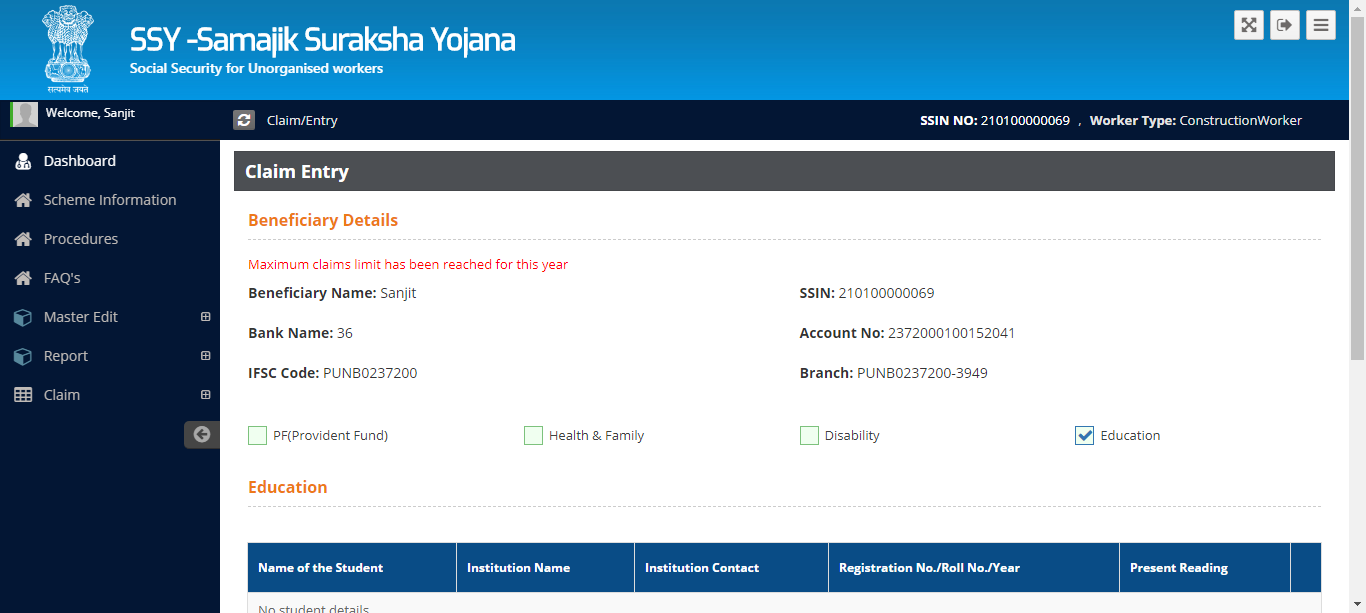 SSY -Samajik Suraksha Yojana
Social Security for Unorganised workers
सत्यमेव जयते
Welcome, Sanjit
Claim/Entry
SSIN NO: 210100000069 , Worker Type: ConstructionWorker
Dashboard
Scheme Information
Procedures
FAQ's
Master Edit
Report
Claim
Claim Entry
Beneficiary Details
Maximum claims limit has been reached for this year
Beneficiary Name: Sanjit
SSIN: 210100000069
Bank Name: 36
Account No: 2372000100152041
IFSC Code: PUNB0237200
Branch: PUNB0237200-3949
PF(Provident Fund)
Health & Family
Disability
Education
Education
Name of the Student
Institution Name
Institution Contact
Registration No./Roll No./Year
Present Reading
No student details